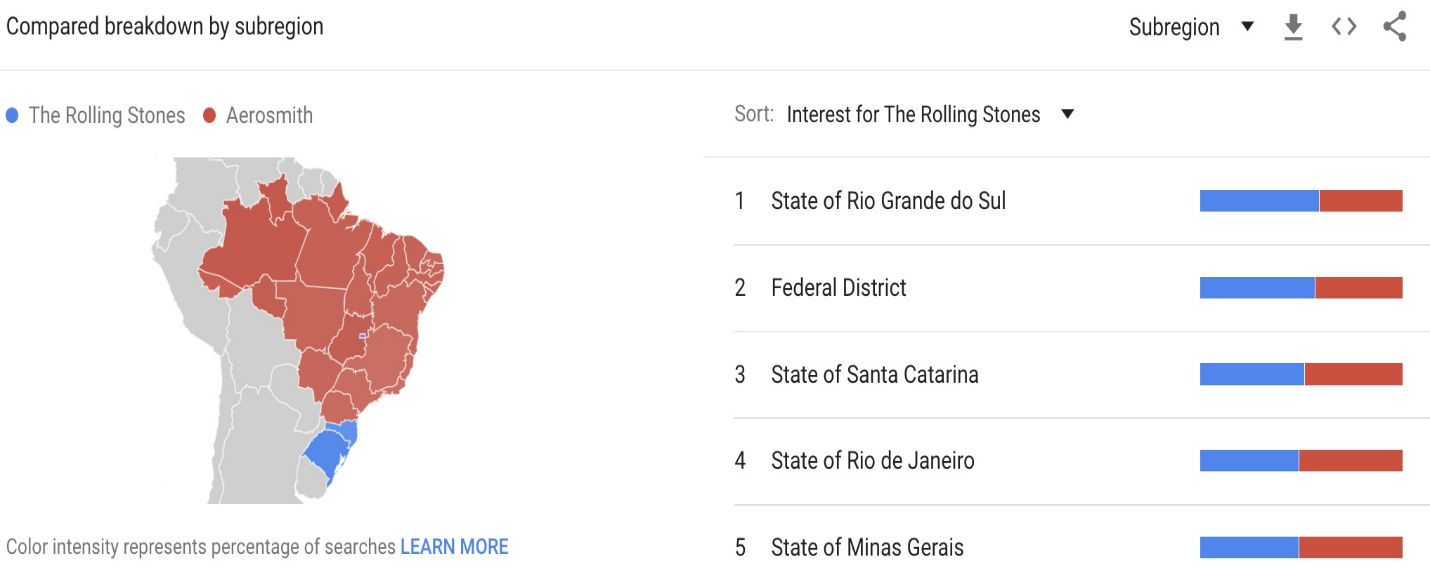 Compared breakdown by subregion
Subregion
The Rolling Stones Aerosmith
Sort: Interest for The Rolling Stones
1 State of Rio Grande do Sul
2 Federal District
3 State of Santa Catarina
4 State of Rio de Janeiro
5 State of Minas Gerais
Color intensity represents percentage of searches LEARN MORE